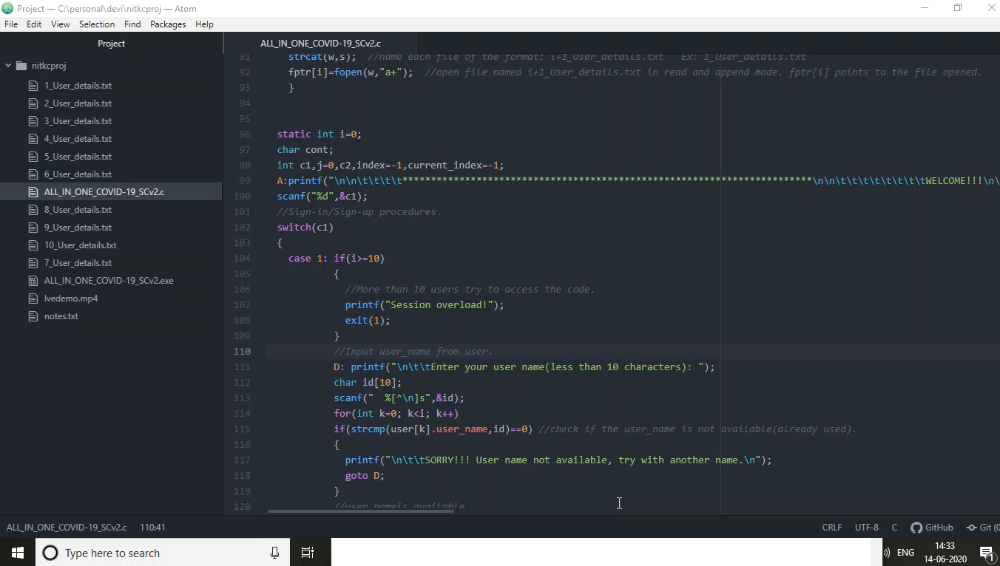 Project — C:\personal\devi\nitkcproj — Atom
File Edit View Selection Find Packages Help
Project
nitkcproj
1_User_details.txt
2_User_details.txt
3_User_details.txt
4_User_details.txt
5_User_details.txt
6_User_details.txt
ALL_IN_ONE_COVID-19_SCv2.c
8_User_details.txt
9_User_details.txt
10_User_details.txt
7_User_details.txt
ALL_IN_ONE_COVID-19_SCv2.exe
lvedemo.mp4
notes.txt
ALL_IN_ONE_COVID-19_SCv2.c
91 strcat(w,s); //name each file of the format: i+1_User_details.txt Ex: 1_User_details.txt
92 fptr[i]=fopen(w,"a+"); //open file named i+1_User_details.txt in read and append mode. fptr[i] points to the file opened.
93 }
94
95
96 static int i=0;
97 char cont;
98 int c1,j=0,c2,index=-1,current_index=-1;
99 A:printf("\n\n\t\t\t\t************************************************************************\n\n\t\t\t\t\t\t\t\tWELCOME!!!\n\
100 scanf("%d",&c1);
101 //Sign-in/Sign-up procedures.
102 switch(c1)
103 {
104 case 1: if(i>=10)
105 {
106 //More than 10 users try to access the code.
107 printf("Session overload!");
108 exit(1);
109 }
110 //Input user_name from user.
111 D: printf("\n\t\tEnter your user name(less than 10 characters): ");
112 char id[10];
113 scanf(" %[^\n]s",&id);
114 for(int k=0; k<i; k++)
115 if(strcmp(user[k].user_name,id)==0) //check if the user_name is not available(already used).
116 {
117 printf("\n\t\tSORRY!!! User name not available, try with another name.\n");
118 goto D;
119 }
120 //user_nameis available
ALL_IN_ONE_COVID-19_SCv2.c 110:41 CRLF UTF-8 C GitHub Git (0
Type here to search ENG 14:33
14-06-2020
1